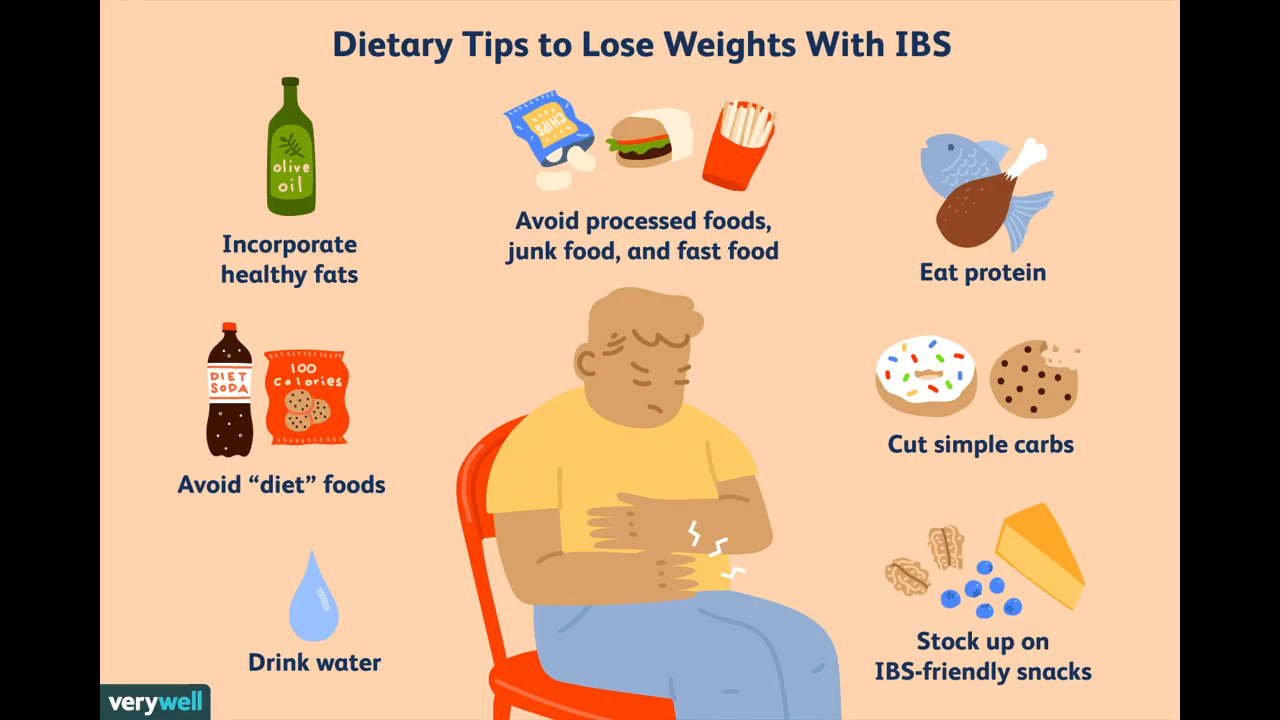 Dietary Tips to Lose Weights With IBS
olive
oil
Incorporate
healthy fats
CHIPS
Avoid processed foods,
junk food, and fast food
Eat protein
DIET
SODA
100
Calories
Avoid “diet” foods
Cut simple carbs
Drink water
Stock up on
IBS-friendly snacks
verywell